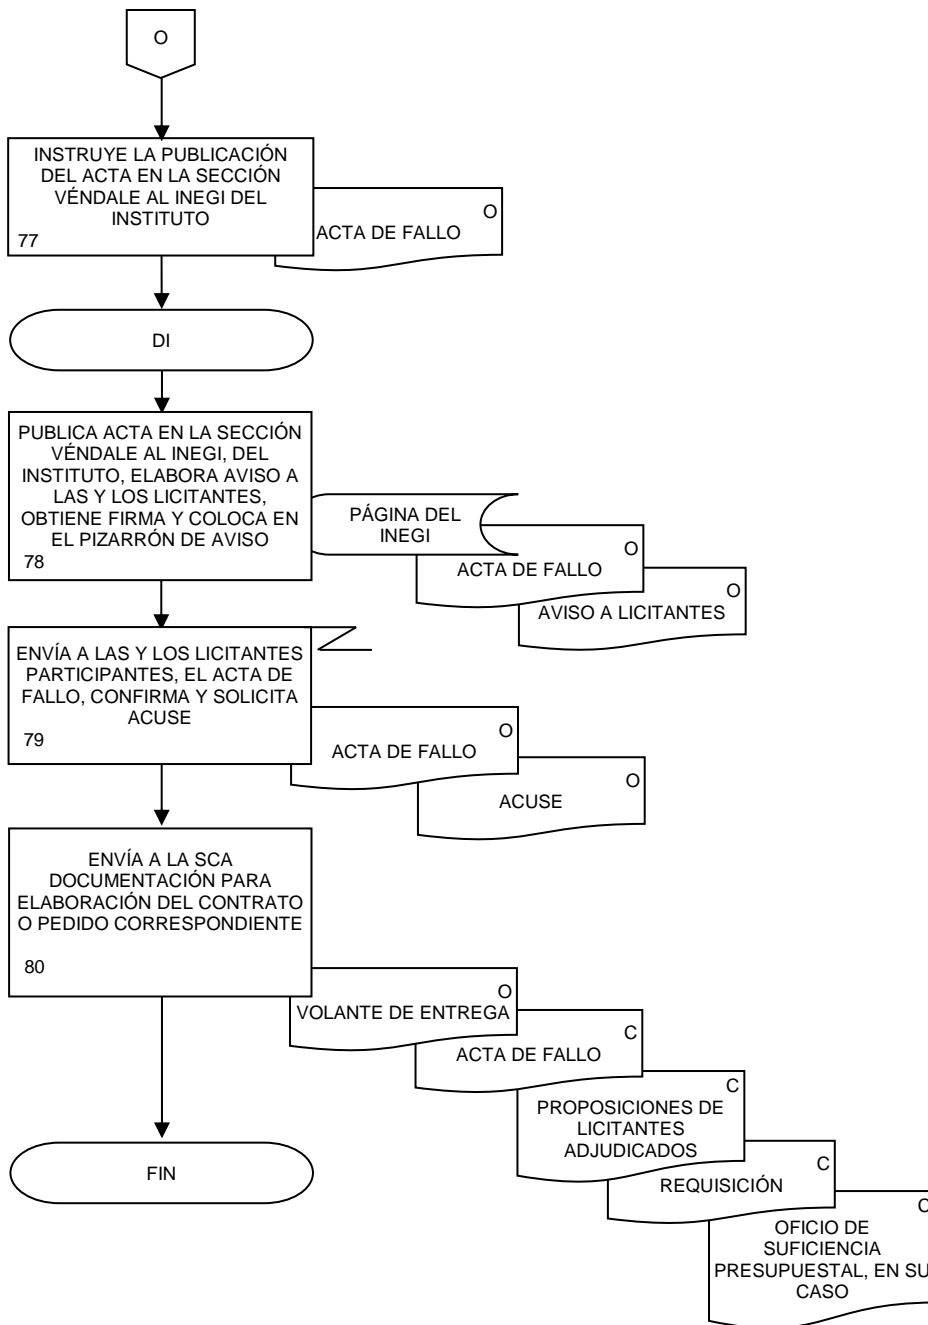 O
INSTRUYE LA PUBLICACIÓN
DEL ACTA EN LA SECCIÓN
VÉNDALE AL INEGI DEL
INSTITUTO
77
O
ACTA DE FALLO
DI
PUBLICA ACTA EN LA SECCIÓN
VÉNDALE AL INEGI, DEL
INSTITUTO, ELABORA AVISO A
LAS Y LOS LICITANTES,
OBTIENE FIRMA Y COLOCA EN
EL PIZARRÓN DE AVISO
78
PÁGINA DEL
INEGI
O
ACTA DE FALLO
O
AVISO A LICITANTES
ENVÍA A LAS Y LOS LICITANTES
PARTICIPANTES, EL ACTA DE
FALLO, CONFIRMA Y SOLICITA
ACUSE
79
O
ACTA DE FALLO
O
ACUSE
ENVÍA A LA SCA
DOCUMENTACIÓN PARA
ELABORACIÓN DEL CONTRATO
O PEDIDO CORRESPONDIENTE
80
O
VOLANTE DE ENTREGA
C
ACTA DE FALLO
C
PROPOSICIONES DE
LICITANTES
ADJUDICADOS
C
REQUISICIÓN
C
OFICIO DE
SUFICIENCIA
PRESUPUESTAL, EN SU
CASO
FIN